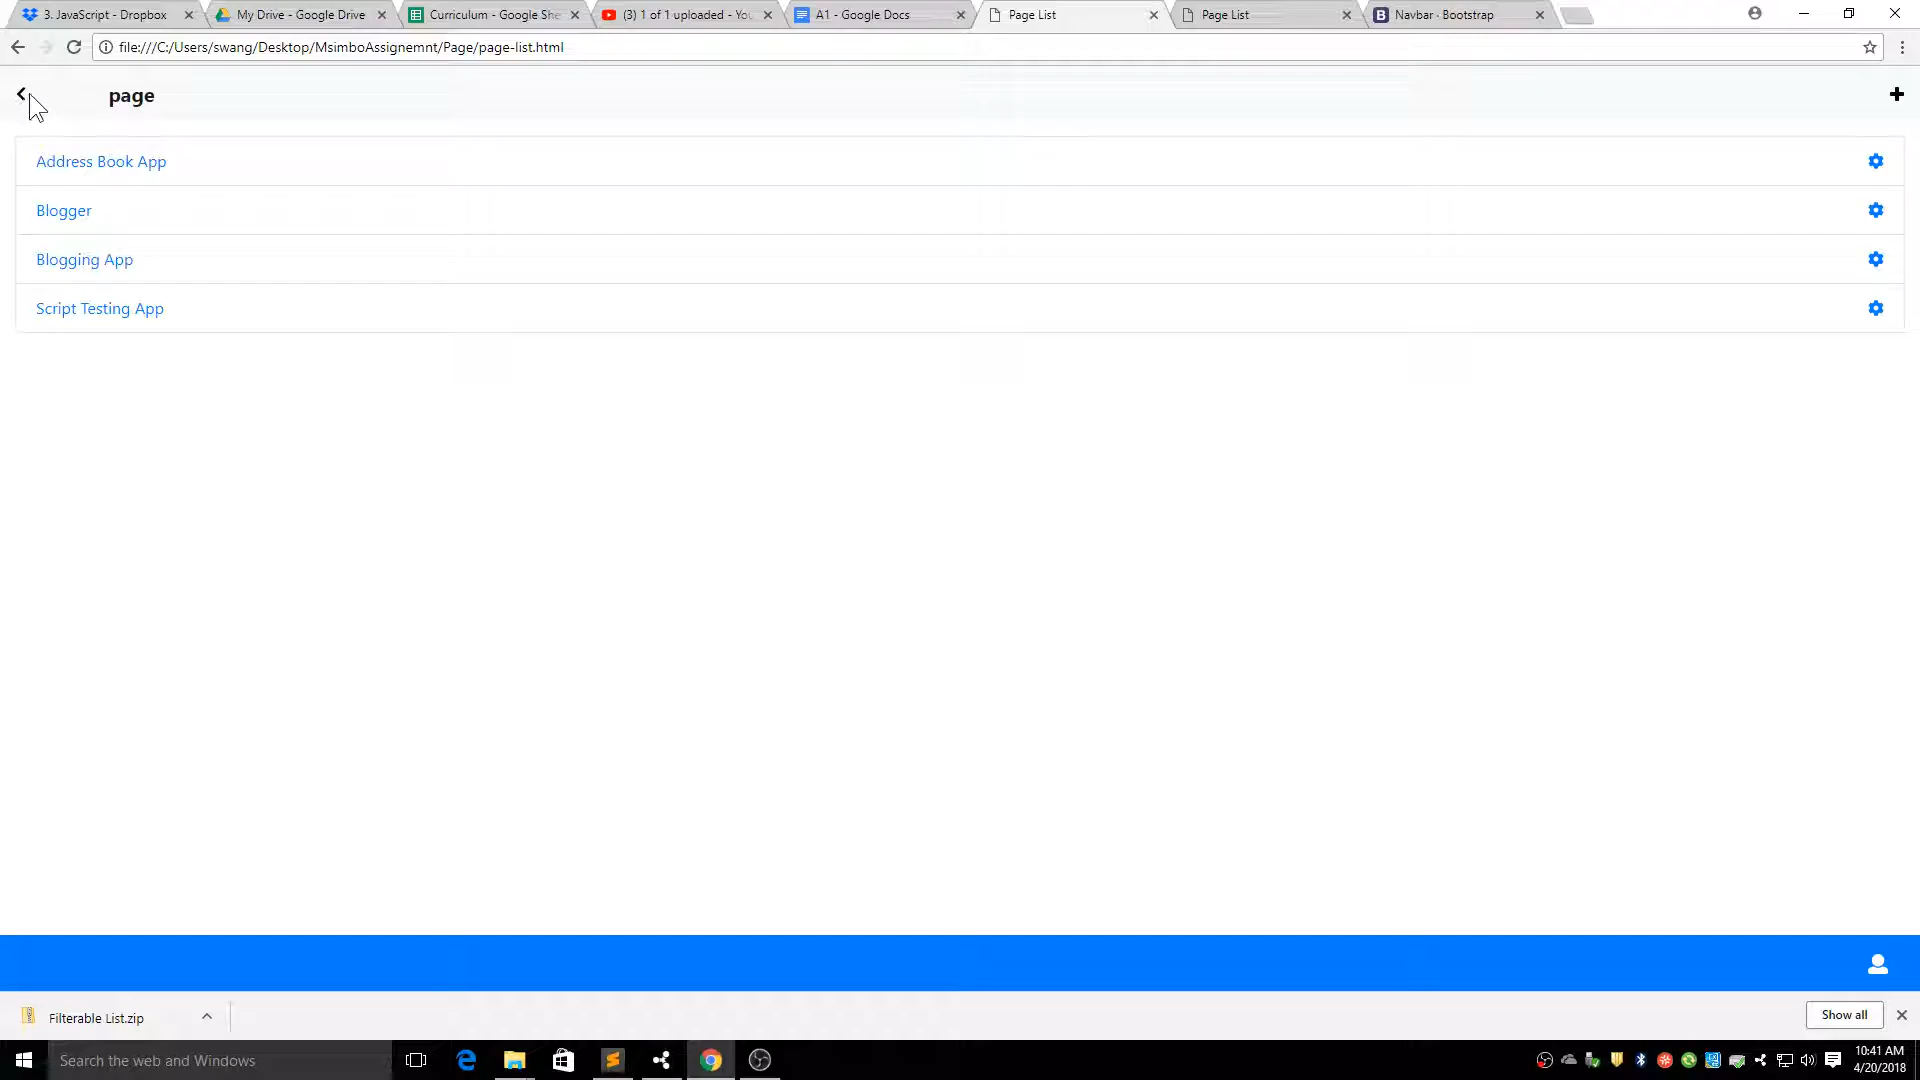 3. JavaScript - Dropbox
My Drive - Google Drive
Curriculum - Google She
(3) 1 of 1 uploaded - You
A1 - Google Docs
Page List
Page List
Navbar · Bootstrap
file:///C:/Users/swang/Desktop/MsimboAssignemnt/Page/page-list.html
page
Address Book App
Blogger
Blogging App
Script Testing App
Filterable List.zip
Show all
Search the web and Windows
10:41 AM
4/20/2018